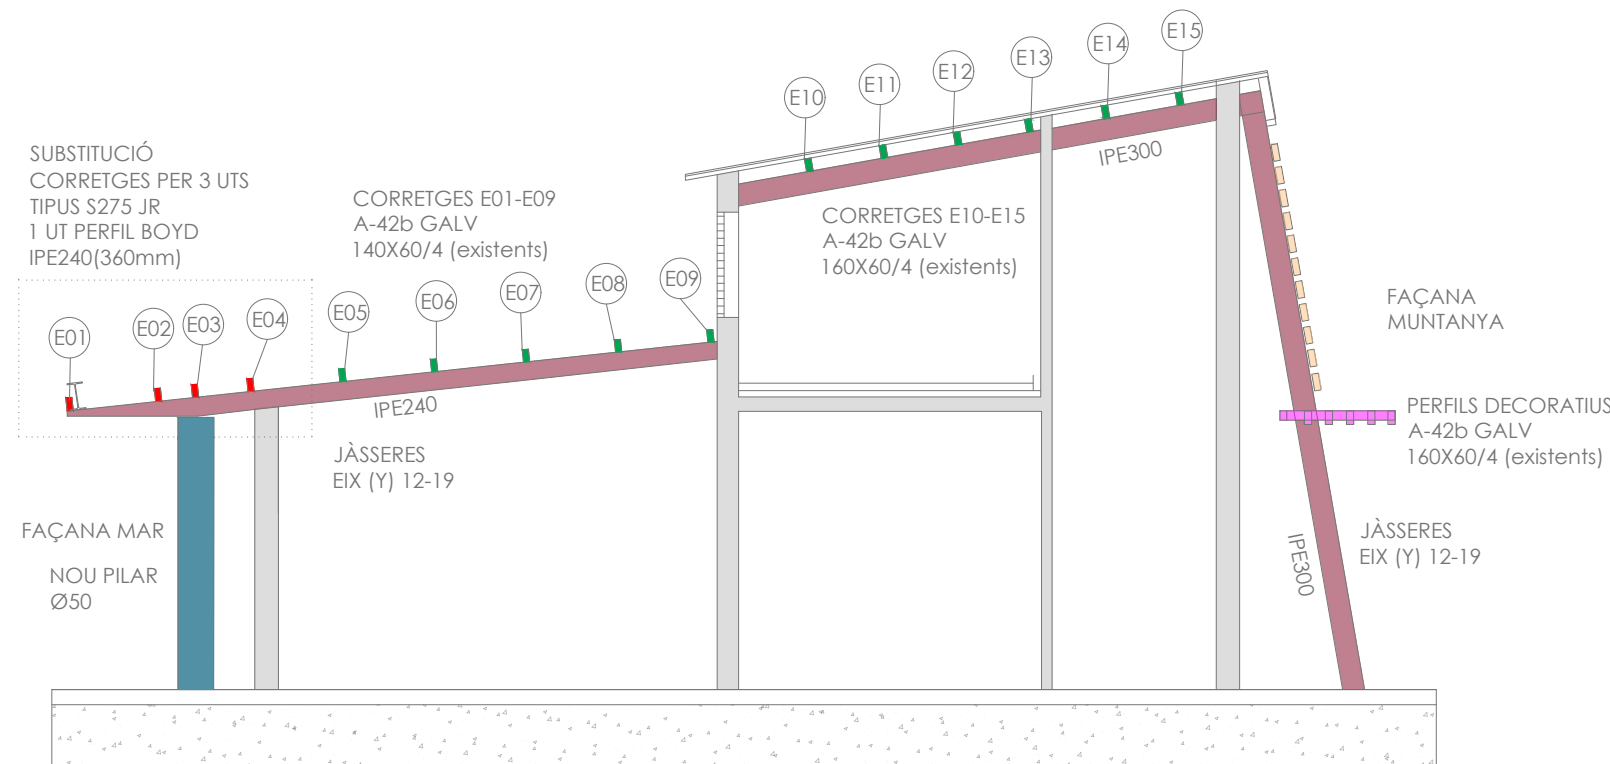 E15
E14
E13
E12
E11
E10
SUBSTITUCIÓ
CORRETGES PER 3 UTS
TIPUS S275 JR
1 UT PERFIL BOYD
IPE240(360mm)
CORRETGES E01-E09
A-42b GALV
140X60/4 (existents)
IPE300
CORRETGES E10-E15
A-42b GALV
160X60/4 (existents)
E09
E08
E07
E06
E05
E04
E03
E02
E01
FAÇANA
MUNTANYA
IPE240
PERFILS DECORATIUS
A-42b GALV
160X60/4 (existents)
JÀSSERES
EIX (Y) 12-19
FAÇANA MAR
NOU PILAR
Ø50
IPE300
JÀSSERES
EIX (Y) 12-19